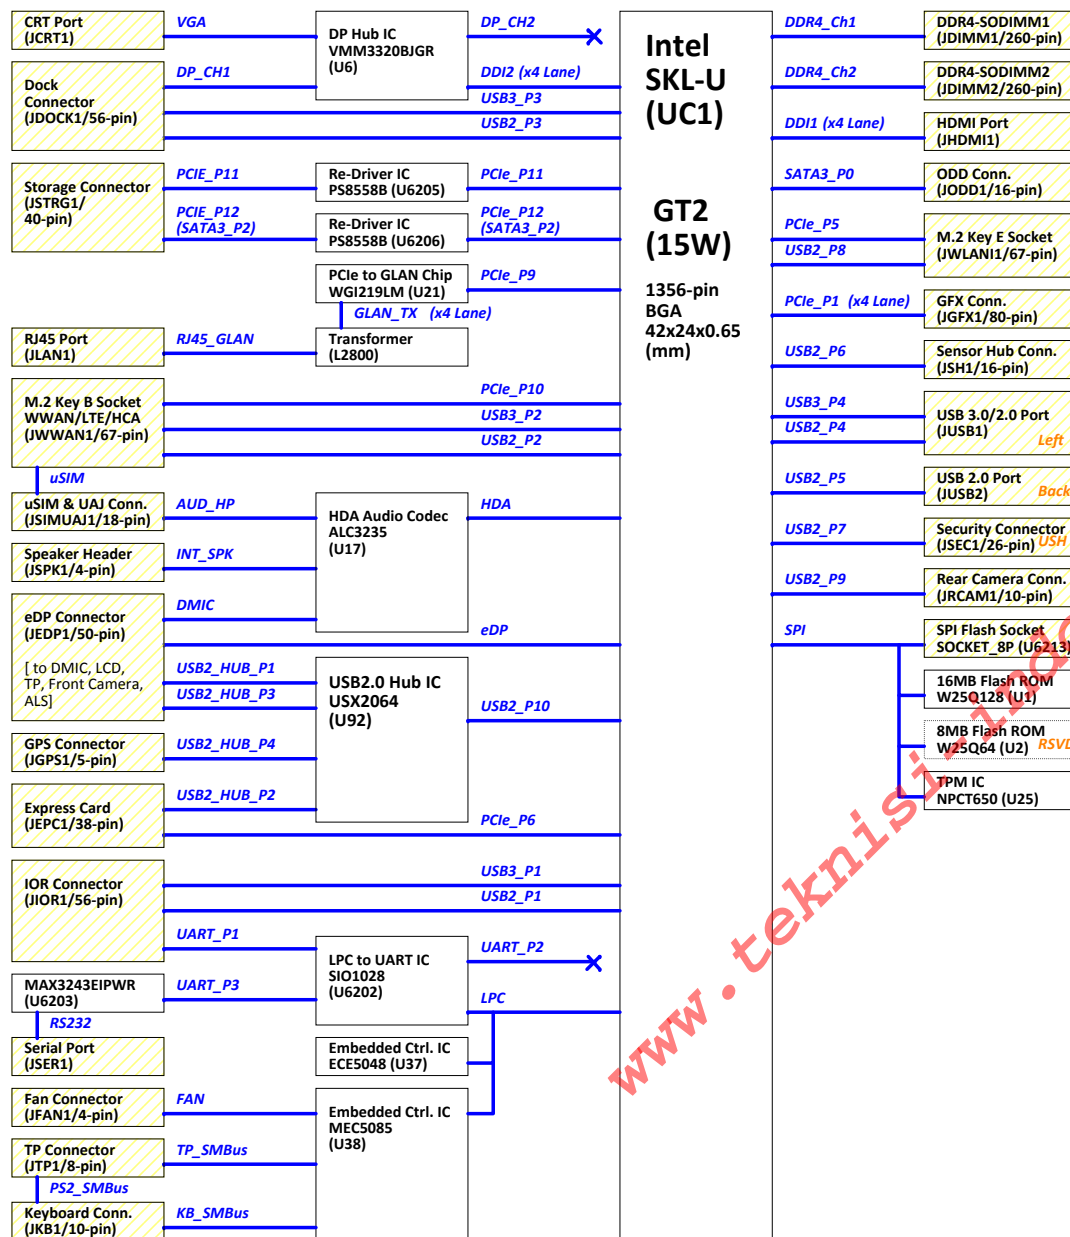 CRT Port
(JCRT1)
VGA
DP Hub IC
VMM3320BJGR
(U6)
DP_CH2
Dock
Connector
(JDOCK1/56-pin)
DP_CH1
DDI2 (x4 Lane)
USB3_P3
USB2_P3
Storage Connector
(JSTRG1/
40-pin)
PCIE_P11
Re-Driver IC
PS8558B (U6205)
PCIe_P11
PCIE_P12
(SATA3_P2)
Re-Driver IC
PS8558B (U6206)
PCIe_P12
(SATA3_P2)
PCIe to GLAN Chip
WGI219LM (U21)
PCIe_P9
GLAN_TX (x4 Lane)
RJ45 Port
(JLAN1)
RJ45_GLAN
Transformer
(L2800)
M.2 Key B Socket
WWAN/LTE/HCA
(JWWAN1/67-pin)
PCIe_P10
USB3_P2
USB2_P2
uSIM
uSIM & UAJ Conn.
(JSIMUAJ1/18-pin)
AUD_HP
HDA Audio Codec
ALC3235
(U17)
HDA
Speaker Header
(JSPK1/4-pin)
INT_SPK
eDP Connector
(JEDP1/50-pin)
[ to DMIC, LCD,
TP, Front Camera,
ALS]
DMIC
eDP
USB2_HUB_P1
USB2_HUB_P3
USB2.0 Hub IC
USX2064
(U92)
USB2_P10
GPS Connector
(JGPS1/5-pin)
USB2_HUB_P4
Express Card
(JEPC1/38-pin)
USB2_HUB_P2
PCIe_P6
IOR Connector
(JIOR1/56-pin)
USB3_P1
USB2_P1
UART_P1
LPC to UART IC
SIO1028
(U6202)
UART_P2
MAX3243EIPWR
(U6203)
UART_P3
LPC
RS232
Serial Port
(JSER1)
Embedded Ctrl. IC
ECE5048 (U37)
Fan Connector
(JFAN1/4-pin)
FAN
Embedded Ctrl. IC
MEC5085
(U38)
TP Connector
(JTP1/8-pin)
TP_SMBus
PS2_SMBus
Keyboard Conn.
(JKB1/10-pin)
KB_SMBus
Intel
SKL-U
(UC1)
GT2
(15W)
1356-pin
BGA
42x24x0.65
(mm)
DDR4_Ch1
DDR4-SODIMM1
(JDIMM1/260-pin)
DDR4_Ch2
DDR4-SODIMM2
(JDIMM2/260-pin)
DDI1 (x4 Lane)
HDMI Port
(JHDMI1)
SATA3_P0
ODD Conn.
(JODD1/16-pin)
PCIe_P5
USB2_P8
M.2 Key E Socket
(JWLANI1/67-pin)
PCIe_P1 (x4 Lane)
GFX Conn.
(JGFX1/80-pin)
USB2_P6
Sensor Hub Conn.
(JSH1/16-pin)
USB3_P4
USB2_P4
USB 3.0/2.0 Port
(JUSB1)
Left
USB2_P5
USB 2.0 Port
(JUSB2)
Back
USB2_P7
Security Connector
(JSEC1/26-pin) USH
USB2_P9
Rear Camera Conn.
(JRCAM1/10-pin)
SPI
SPI Flash Socket
SOCKET_8P (U6213)
16MB Flash ROM
W25Q128 (U1)
8MB Flash ROM
W25Q64 (U2) RSVD
TPM IC
NPCT650 (U25)